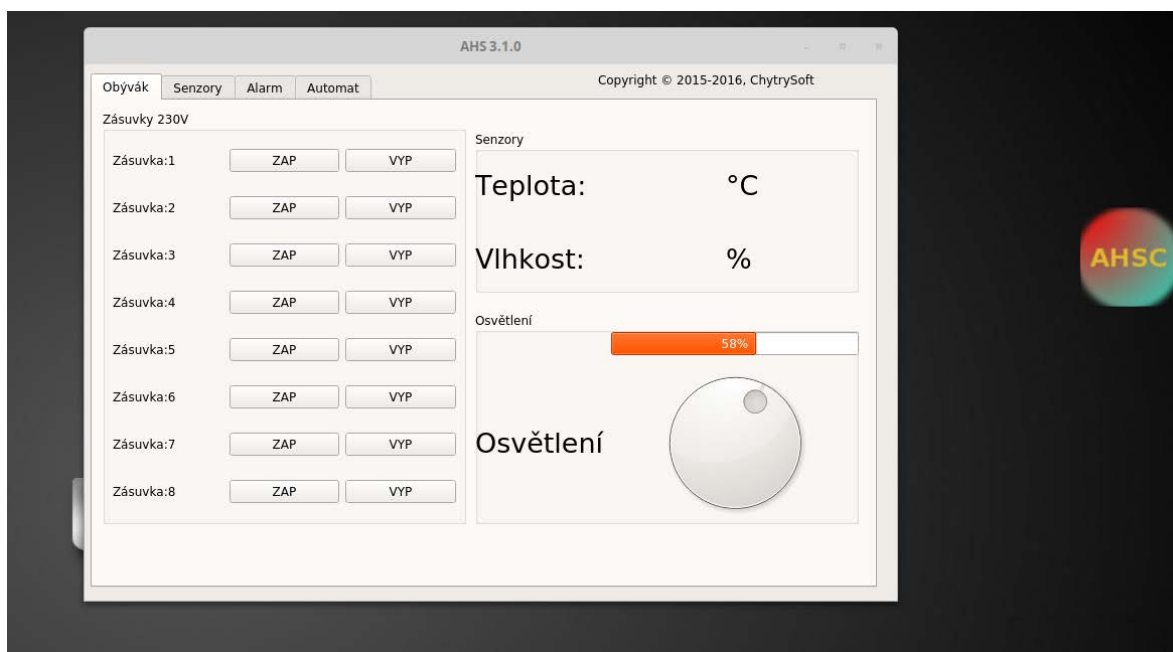 AHS 3.1.0
Obývák Senzory Alarm Automat
Copyright © 2015-2016, ChytrySoft
Zásuvky 230V
Zásuvka:1 ZAP VYP
Zásuvka:2 ZAP VYP
Zásuvka:3 ZAP VYP
Zásuvka:4 ZAP VYP
Zásuvka:5 ZAP VYP
Zásuvka:6 ZAP VYP
Zásuvka:7 ZAP VYP
Zásuvka:8 ZAP VYP
Senzory
Teplota: °C
Vlhkost: %
Osvětlení
58%
Osvětlení
AHSC